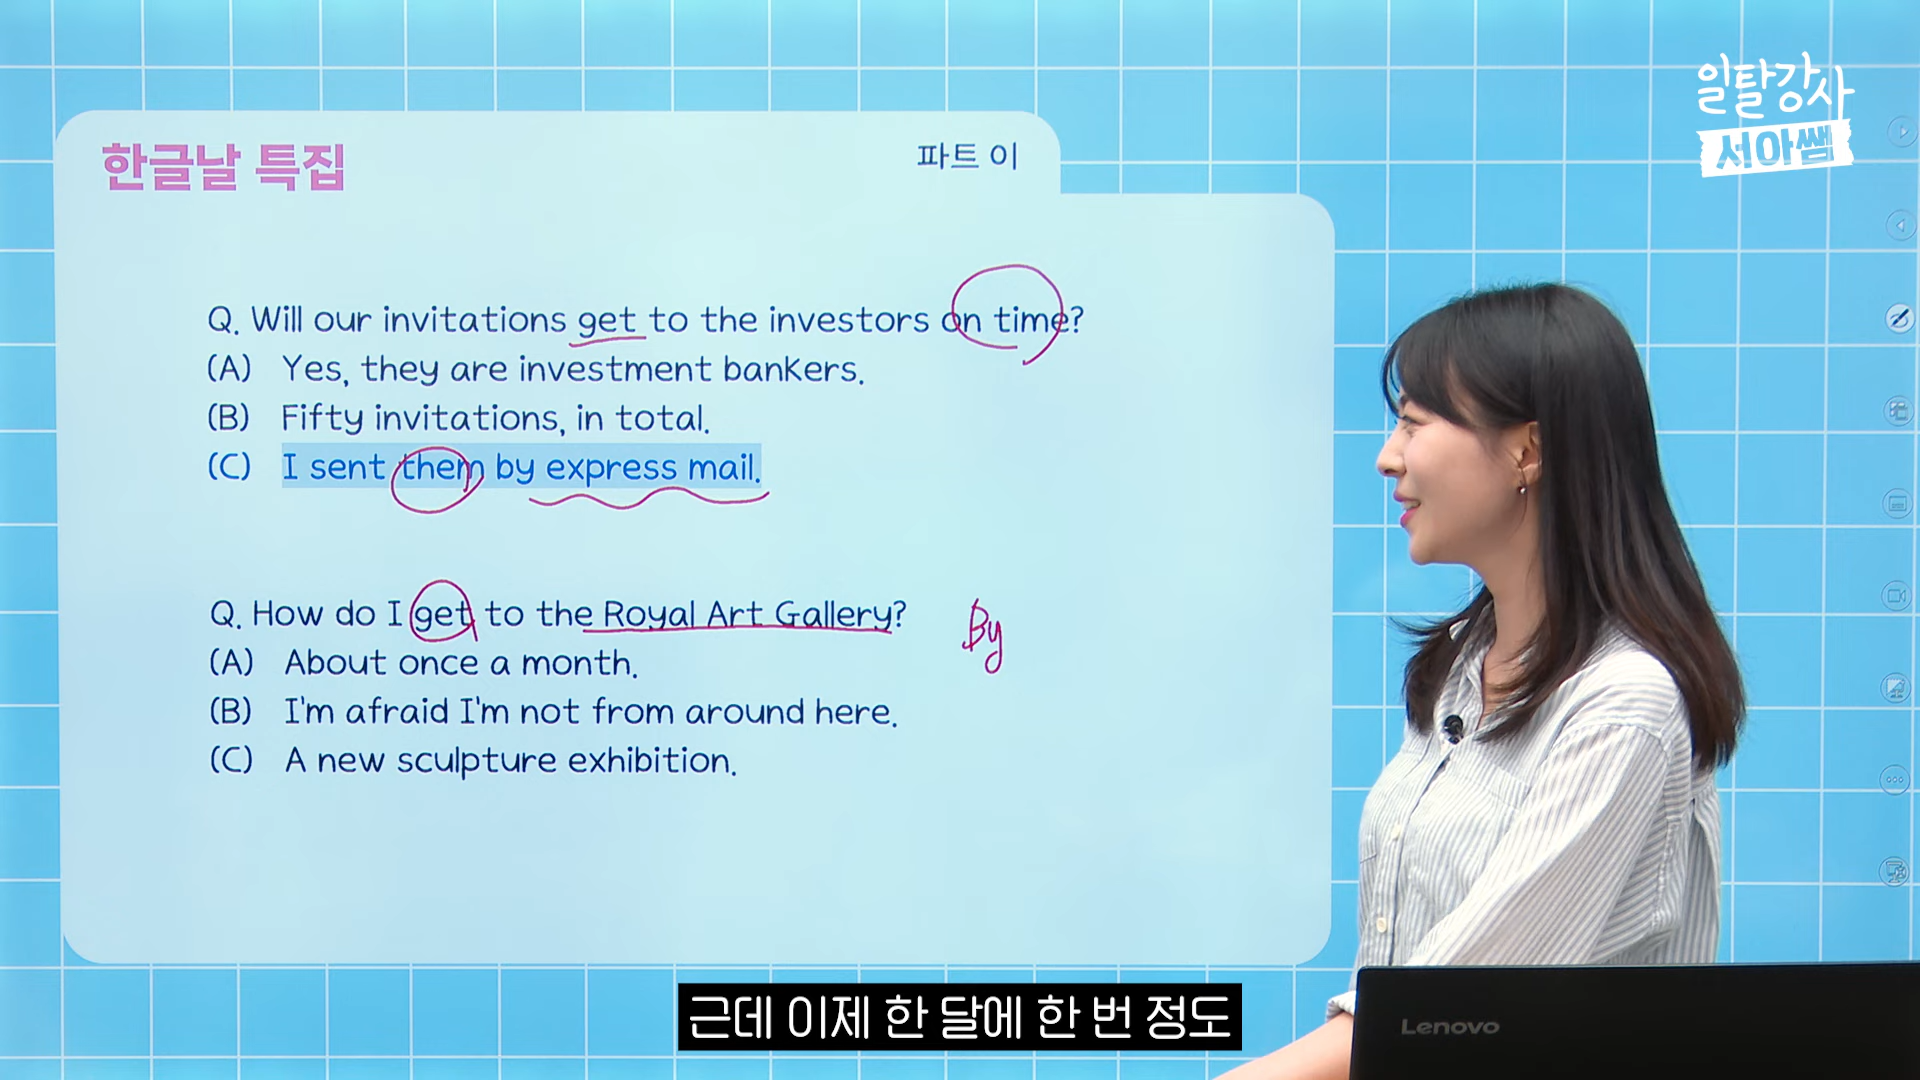 일탈강사
서아쌤
한글날 특집
파트 이
Q. Will our invitations get to the investors on time?
(A) Yes, they are investment bankers.
(B) Fifty invitations, in total.
(C) I sent them by express mail.
Q. How do I get to the Royal Art Gallery?
By
(A) About once a month.
(B) I'm afraid I'm not from around here.
(C) A new sculpture exhibition.
근데 이제 한 달에 한 번 정도
Lenovo